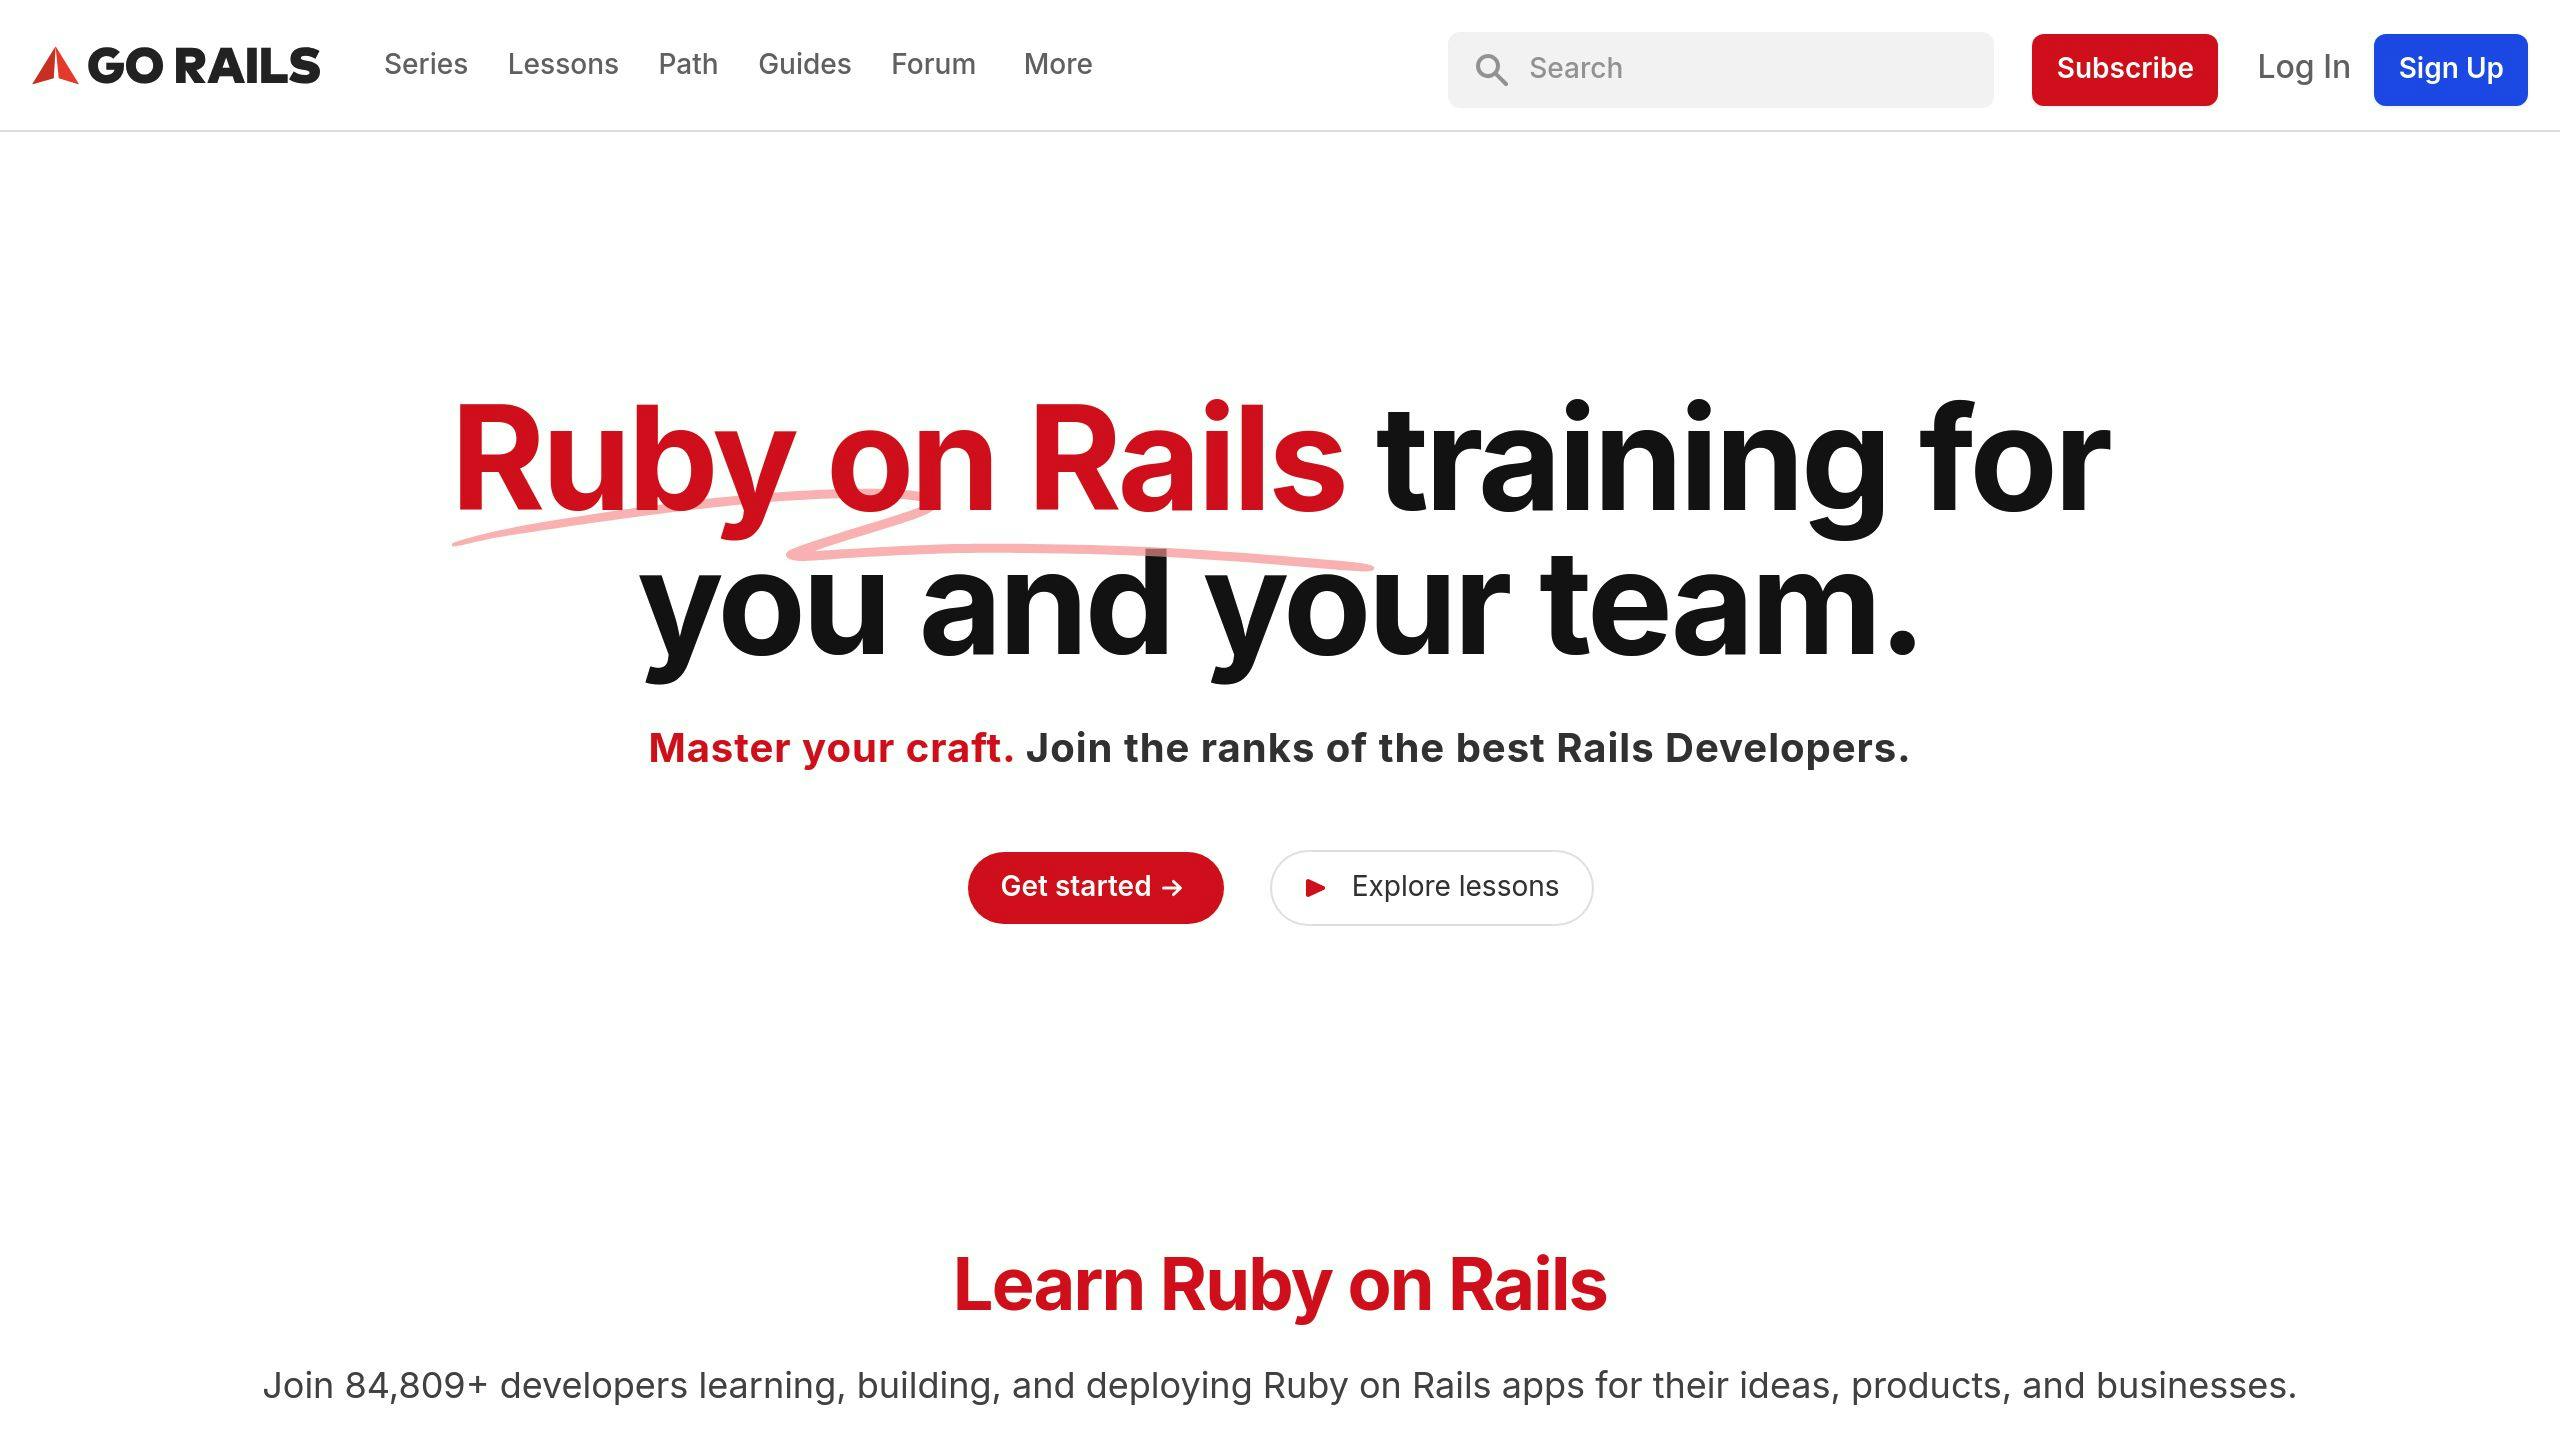 GO RAILS
Series Lessons Path Guides Forum More
Search
Subscribe
Log In
Sign Up
Ruby on Rails training for
you and your team.
Master your craft. Join the ranks of the best Rails Developers.
Get started →
Explore lessons
Learn Ruby on Rails
Join 84,809+ developers learning, building, and deploying Ruby on Rails apps for their ideas, products, and businesses.